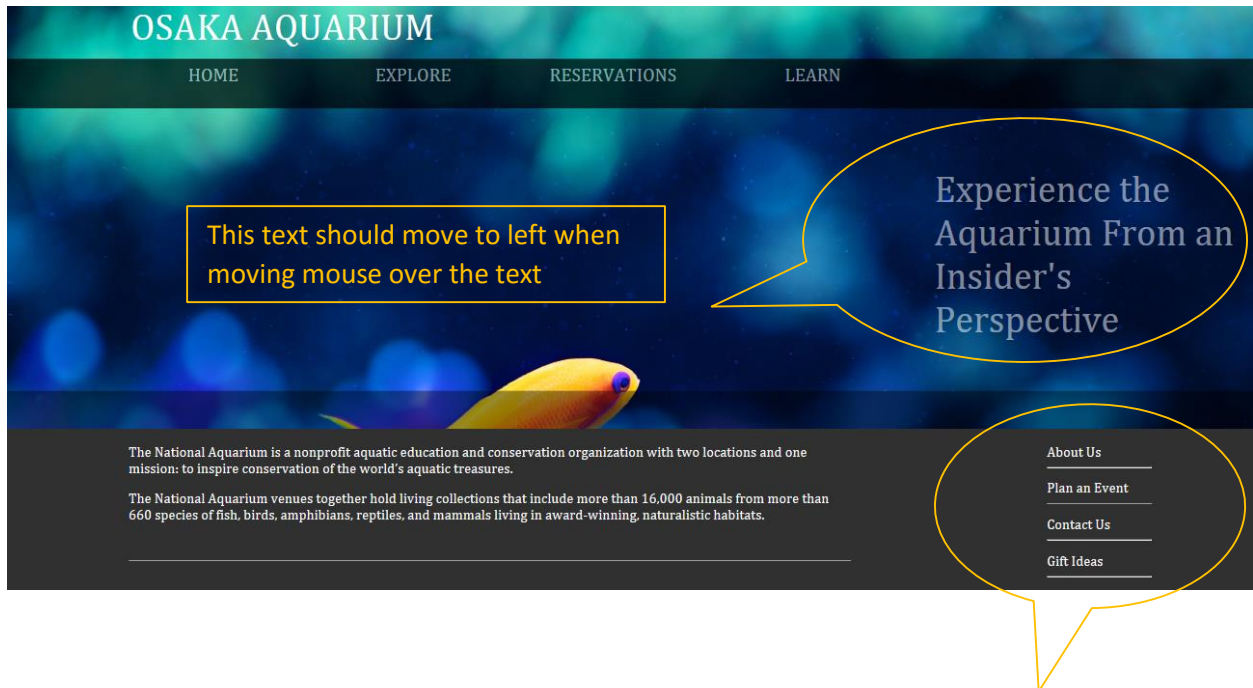 OSAKA AQUARIUM
HOME EXPLORE RESERVATIONS LEARN
Experience the
Aquarium From an
Insider's
Perspective
This text should move to left when
moving mouse over the text
The National Aquarium is a nonprofit aquatic education and conservation organization with two locations and one
mission: to inspire conservation of the world's aquatic treasures.
The National Aquarium venues together hold living collections that include more than 16,000 animals from more than
660 species of fish, birds, amphibians, reptiles, and mammals living in award-winning, naturalistic habitats.
About Us
Plan an Event
Contact Us
Gift Ideas